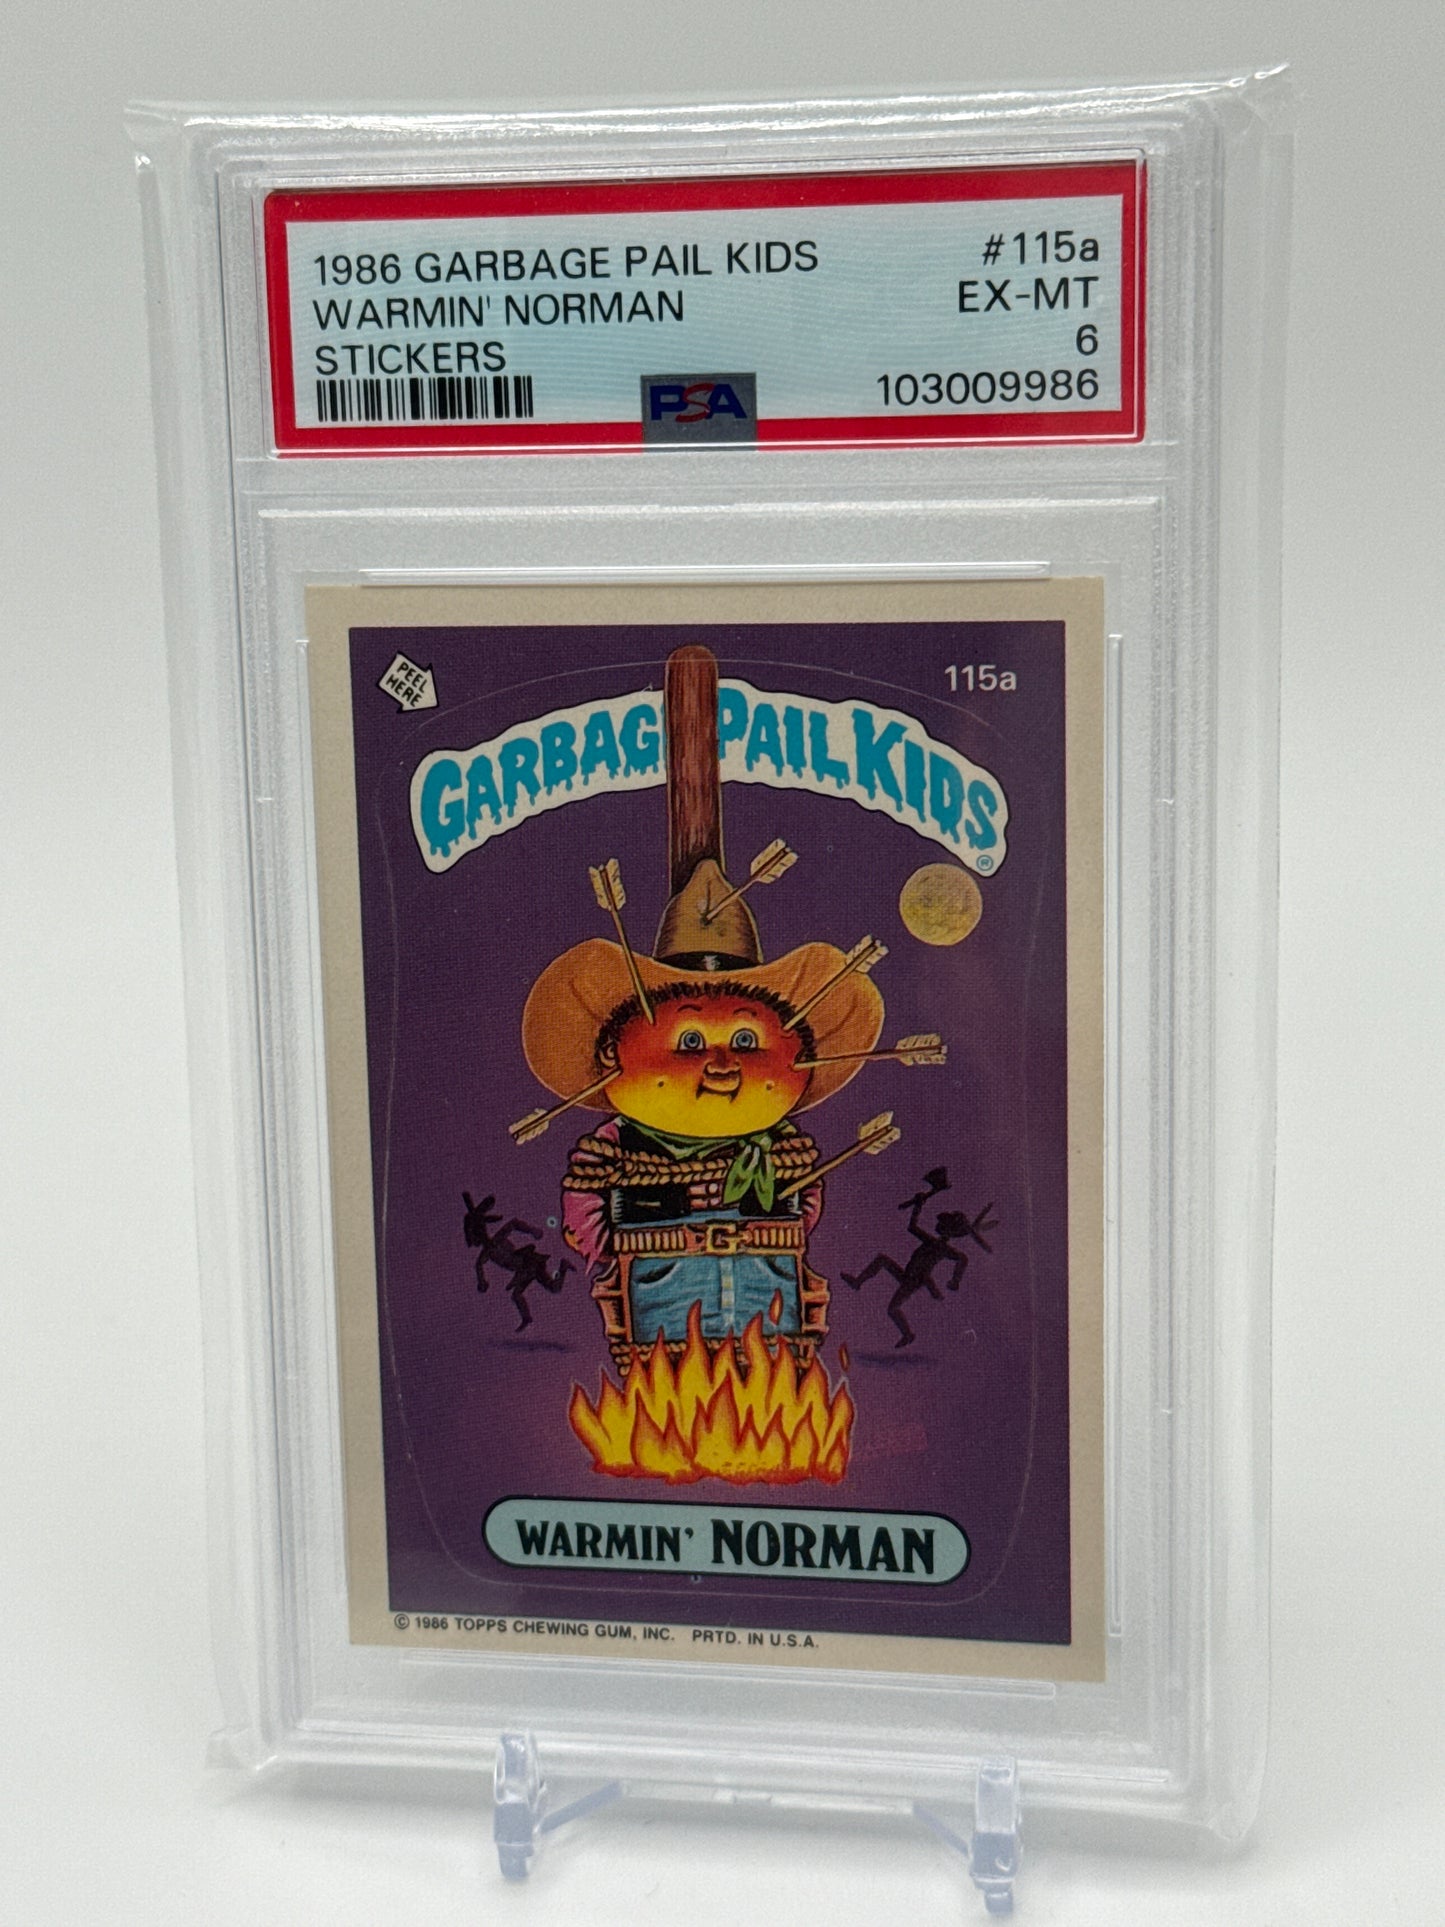 1986 GARBAGE PAIL KIDS #115a
WARMIN' NORMAN EX-MT
STICKERS 6
PSA 103009986
PEEL HERE
115a
GARBAGE PAIL KIDS ®
G
WARMIN' NORMAN
© 1986 TOPPS CHEWING GUM, INC. PRTD. IN U.S.A.